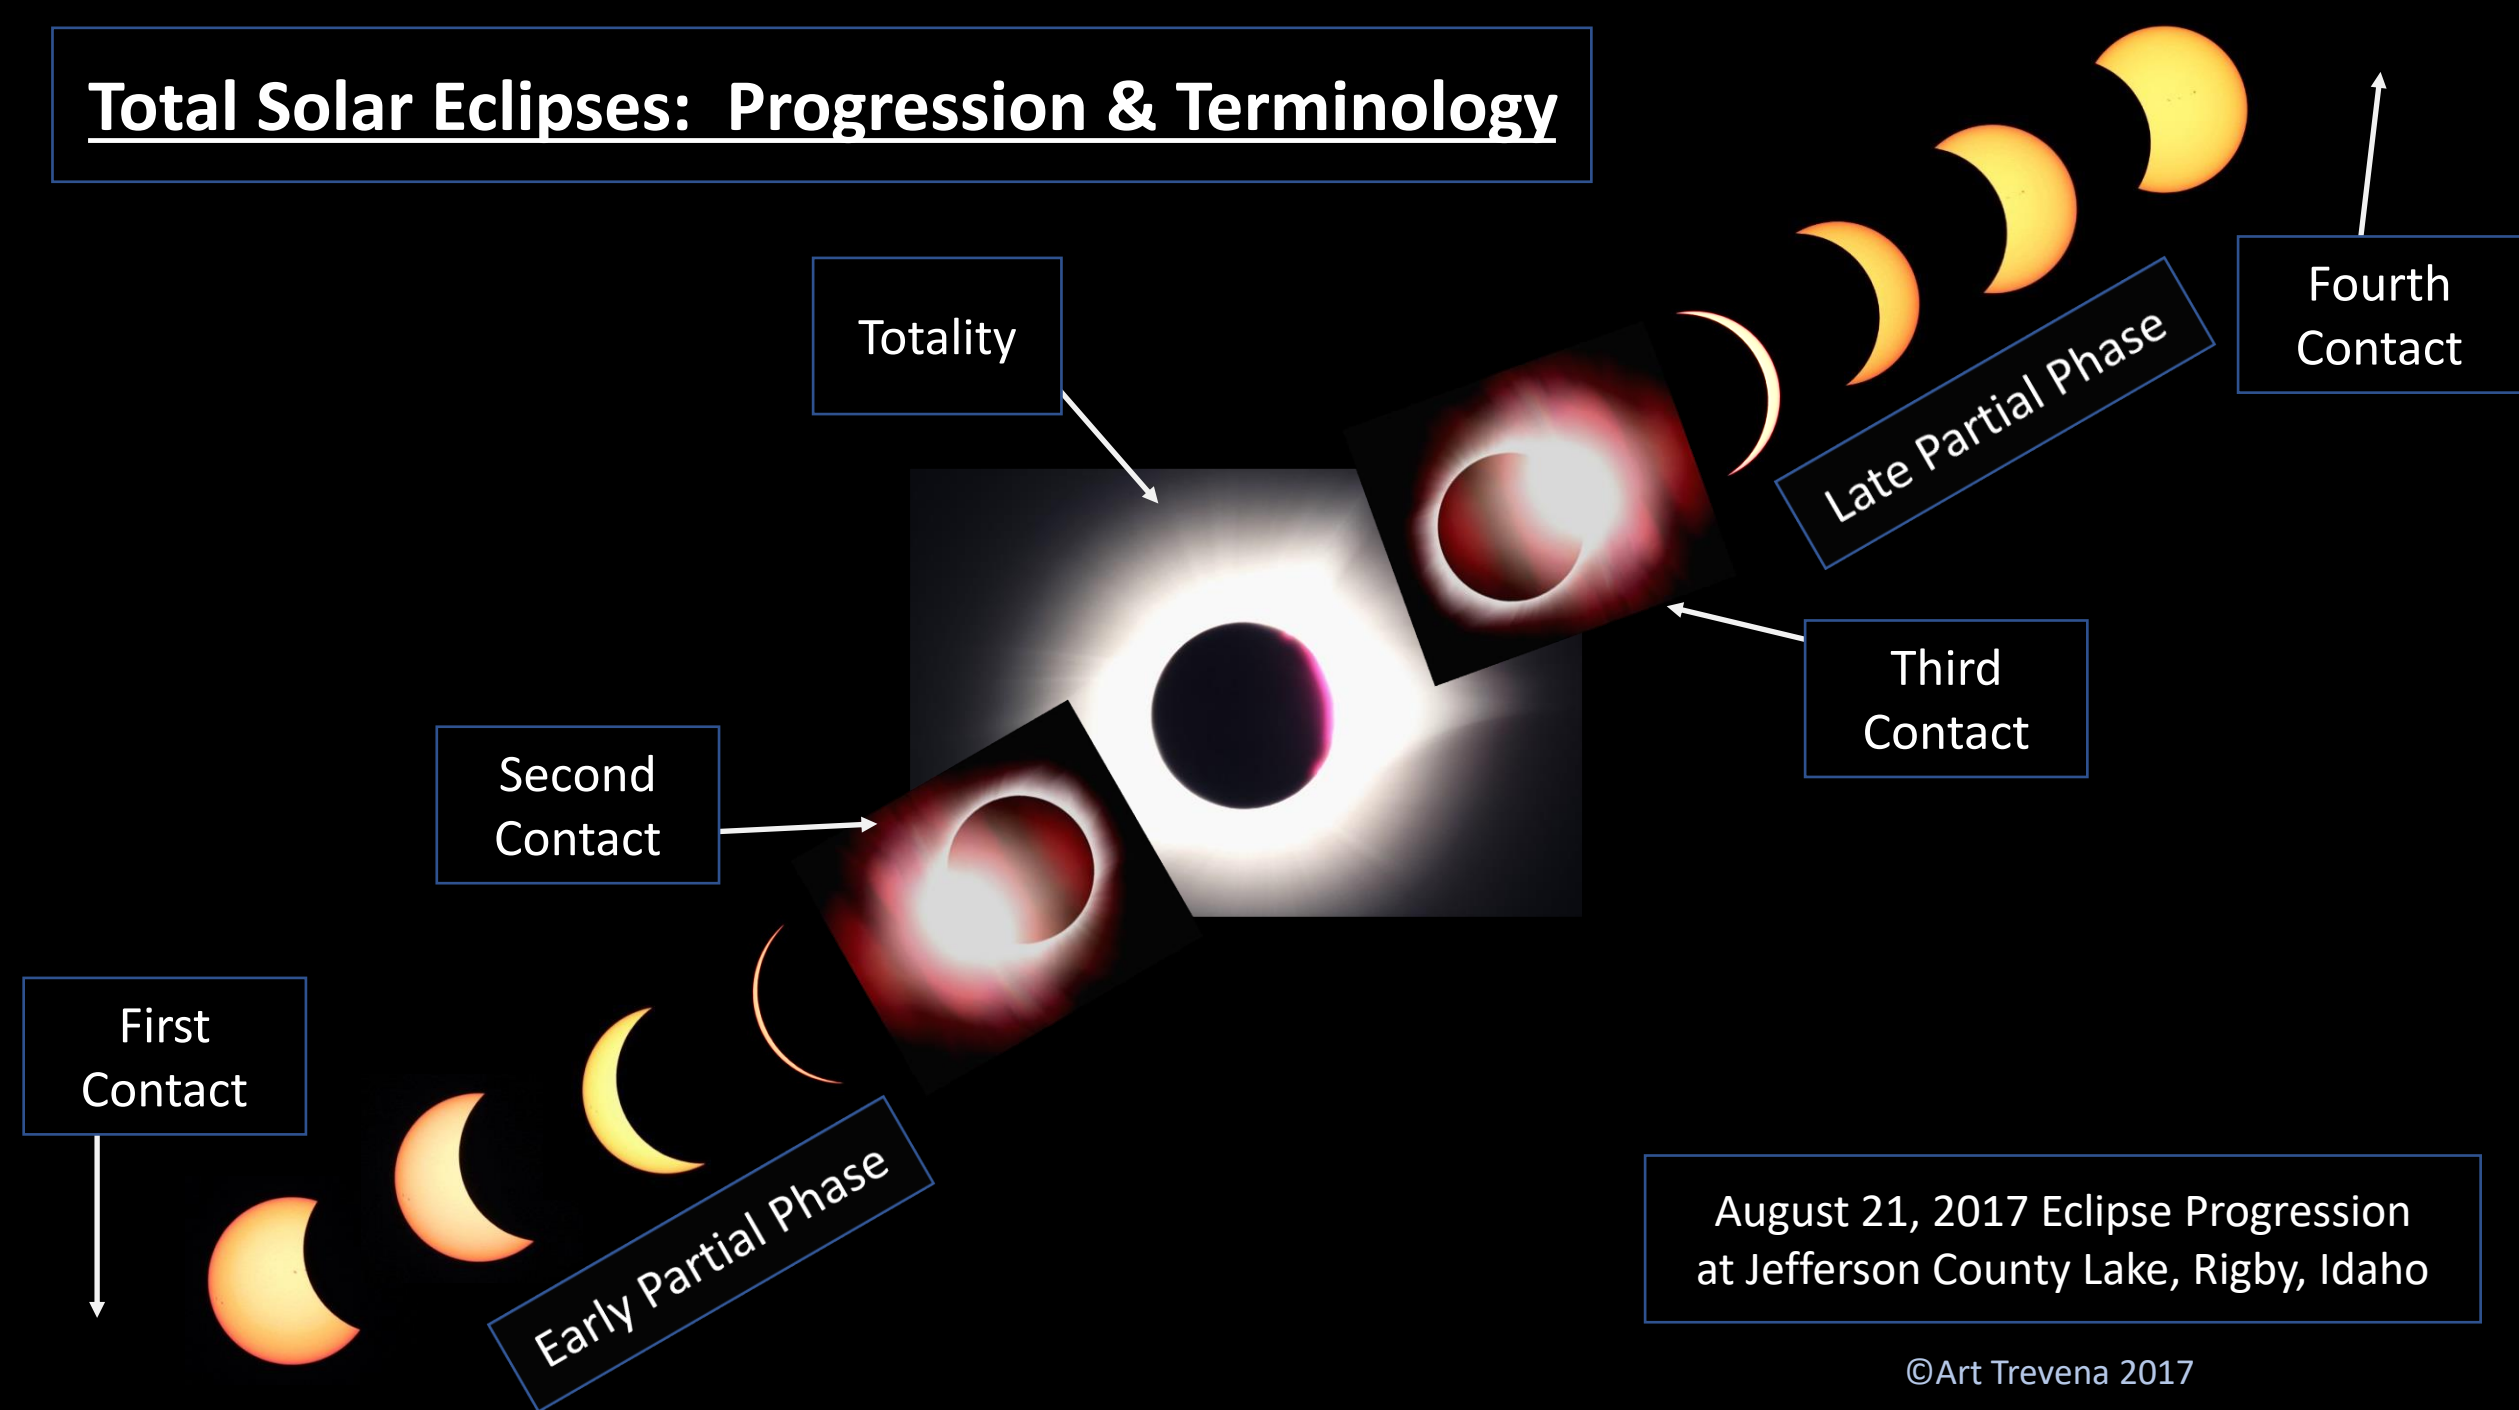 Total Solar Eclipses:  Progression & Terminology
Totality
Fourth
Contact
Late Partial Phase
Third
Contact
Second
Contact
First
Contact
Early Partial Phase
August 21, 2017 Eclipse Progression
at Jefferson County Lake, Rigby, Idaho
©Art Trevena 2017